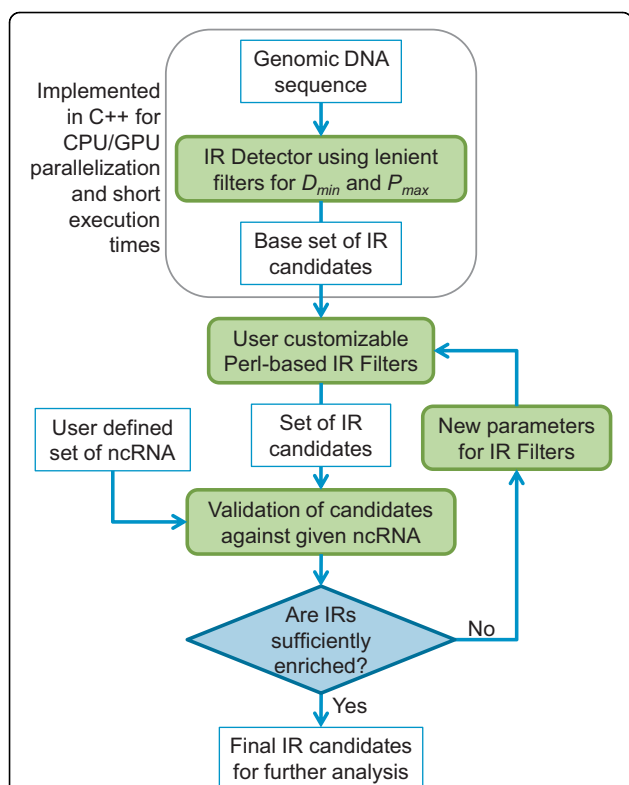 Genomic DNA
sequence
Implemented
in C++ for
CPU/GPU
parallelization
and short
execution
times
IR Detector using lenient
filters for Dmin and Pmax
Base set of IR
candidates
User customizable
Perl-based IR Filters
User defined
set of ncRNA
Set of IR
candidates
New parameters
for IR Filters
Validation of candidates
against given ncRNA
Are IRs
sufficiently
enriched?
No
Yes
Final IR candidates
for further analysis